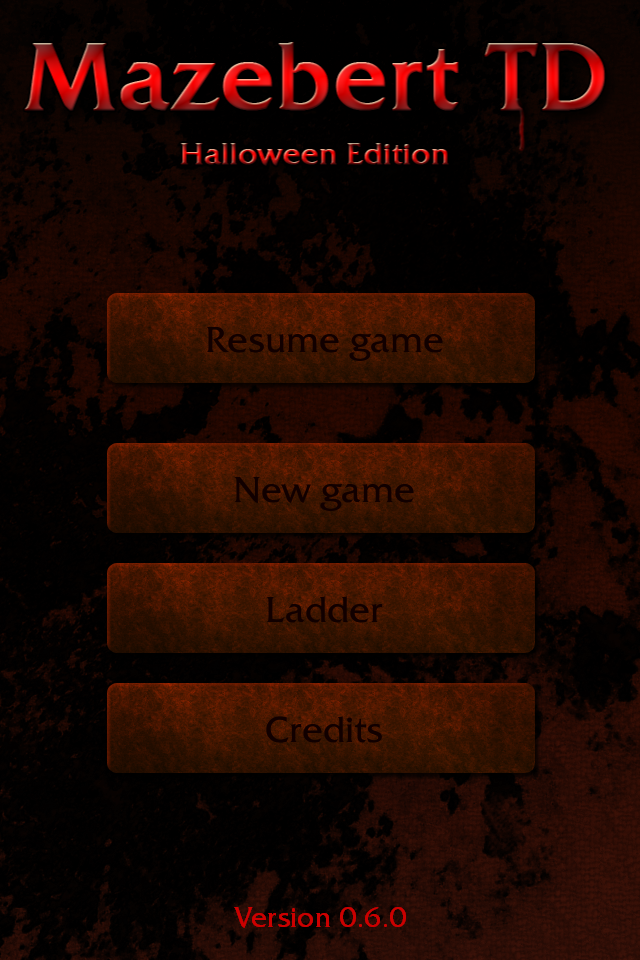 Mazebert TD
Halloween Edition
Resume game
New game
Ladder
Credits
Version 0.6.0